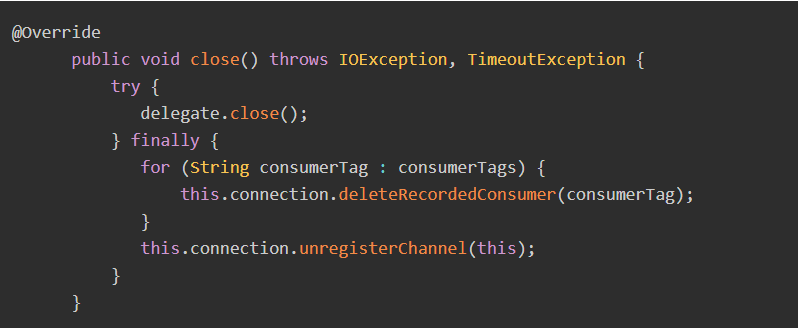 @Override
public void close() throws IOException, TimeoutException {
try {
delegate.close();
} finally {
for (String consumerTag : consumerTags) {
this.connection.deleteRecordedConsumer(consumerTag);
}
this.connection.unregisterChannel(this);
}
}